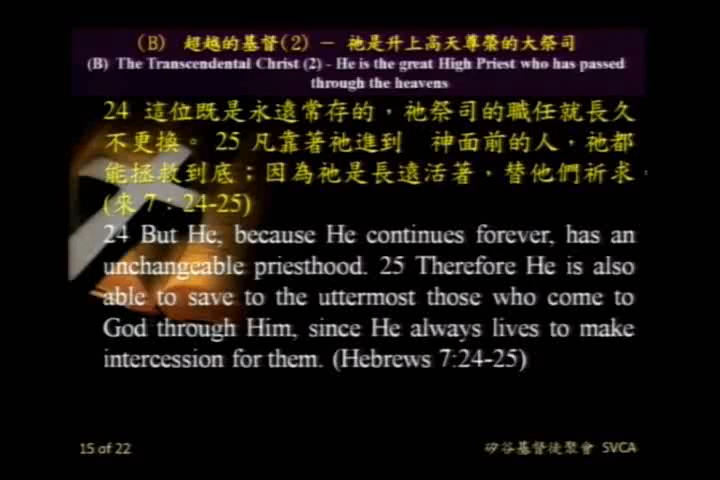 (B) 超越的基督(2) － 祂是升上高天尊榮的大祭司
(B) The Transcendental Christ (2) - He is the great High Priest who has passed
through the heavens
24 這位既是永遠常存的，祂祭司的職任就長久
不更換。 25 凡靠著祂進到 神面前的人，祂都
能拯救到底；因為祂是長遠活著，替他們祈求．
(來 7：24-25)
24 But He, because He continues forever, has an
unchangeable priesthood. 25 Therefore He is also
able to save to the uttermost those who come to
God through Him, since He always lives to make
intercession for them. (Hebrews 7:24-25)
15 of 22
矽谷基督徒聚會 SVCA